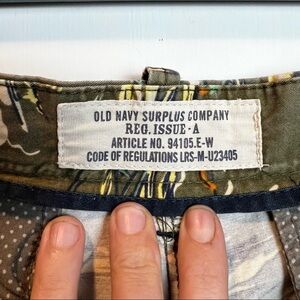 OLD NAVY SURPLUS COMPANY
REG. ISSUE-A
ARTICLE NO. 94105.E-W
CODE OF REGULATIONS LRS-M-U23405